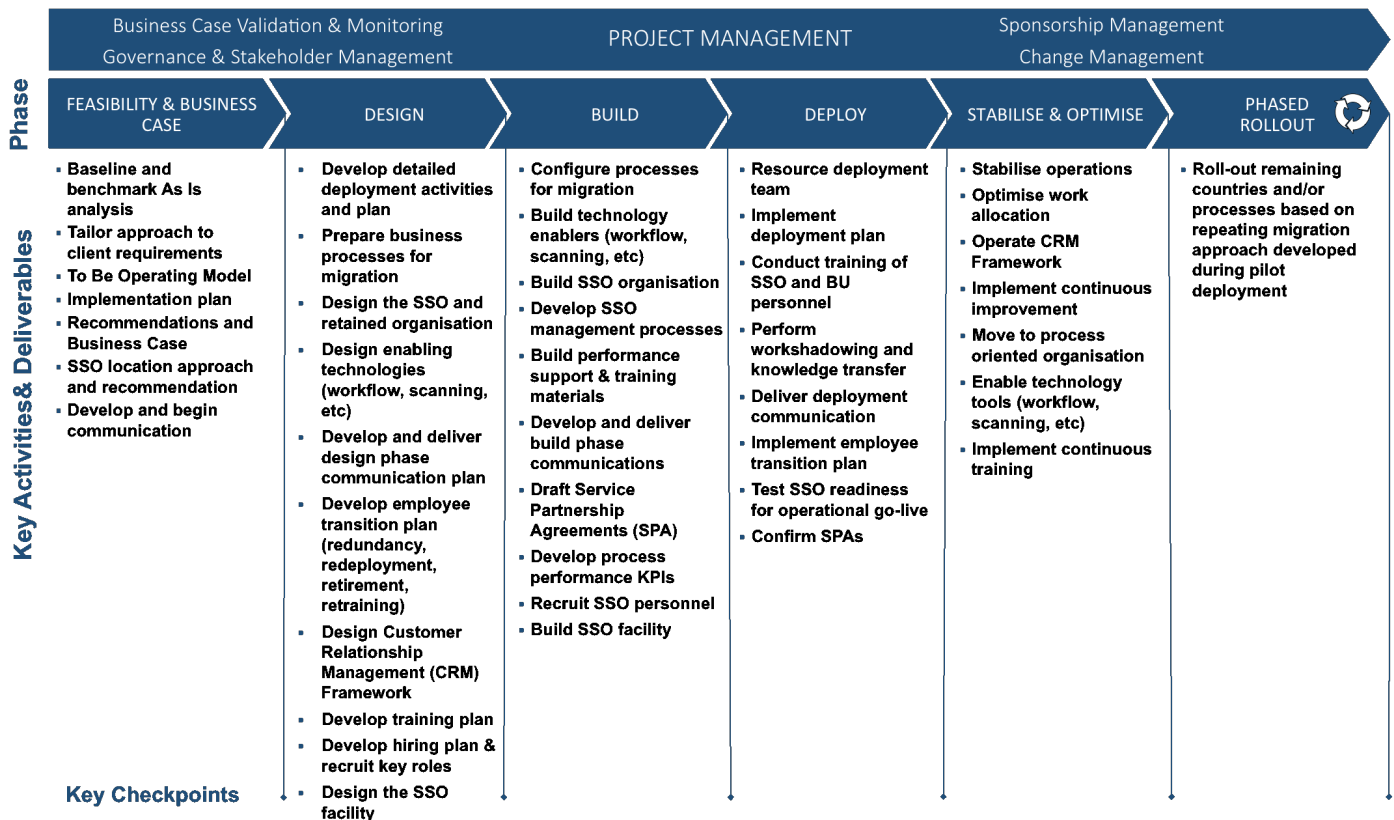 Business Case Validation & Monitoring
Governance & Stakeholder Management
PROJECT MANAGEMENT
Sponsorship Management
Change Management
Phase
FEASIBILITY & BUSINESS
CASE
DESIGN
BUILD
DEPLOY
STABILISE & OPTIMISE
PHASED
ROLLOUT
Key Activities& Deliverables
Baseline and
benchmark As Is
analysis
Tailor approach to
client requirements
To Be Operating Model
Implementation plan
Recommendations and
Business Case
SSO location approach
and recommendation
Develop and begin
communication
Develop detailed
deployment activities
and plan
Prepare business
processes for
migration
Design the SSO and
retained organisation
Design enabling
technologies
(workflow, scanning,
etc)
Develop and deliver
design phase
communication plan
Develop employee
transition plan
(redundancy,
redeployment,
retirement,
retraining)
Design Customer
Relationship
Management (CRM)
Framework
Develop training plan
Develop hiring plan &
recruit key roles
Design the SSO
facility
Configure processes
for migration
Build technology
enablers (workflow,
scanning, etc)
Build SSO organisation
Develop SSO
management processes
Build performance
support & training
materials
Develop and deliver
build phase
communications
Draft Service
Partnership
Agreements (SPA)
Develop process
performance KPIs
Recruit SSO personnel
Build SSO facility
Resource deployment
team
Implement
deployment plan
Conduct training of
SSO and BU
personnel
Perform
workshadowing and
knowledge transfer
Deliver deployment
communication
Implement employee
transition plan
Test SSO readiness
for operational go-live
Confirm SPAs
Stabilise operations
Optimise work
allocation
Operate CRM
Framework
Implement continuous
improvement
Move to process
oriented organisation
Enable technology
tools (workflow,
scanning, etc)
Implement continuous
training
Roll-out remaining
countries and/or
processes based on
repeating migration
approach developed
during pilot
deployment
Key Checkpoints